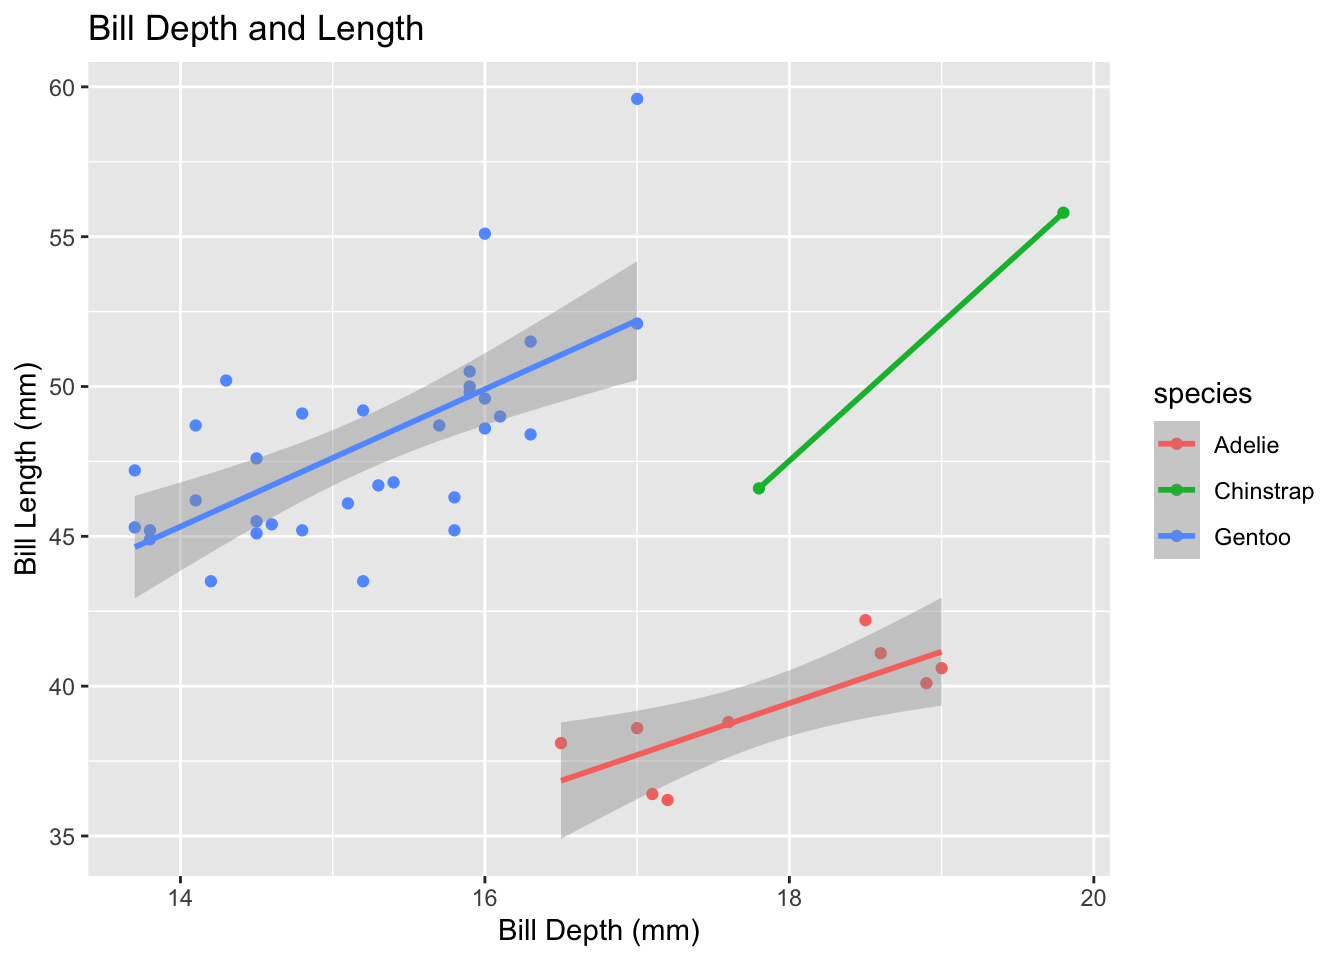 Bill Depth and Length
60
55
50
45
40
35
Bill Length (mm)
14 16 18 20
Bill Depth (mm)
species
Adelie
Chinstrap
Gentoo